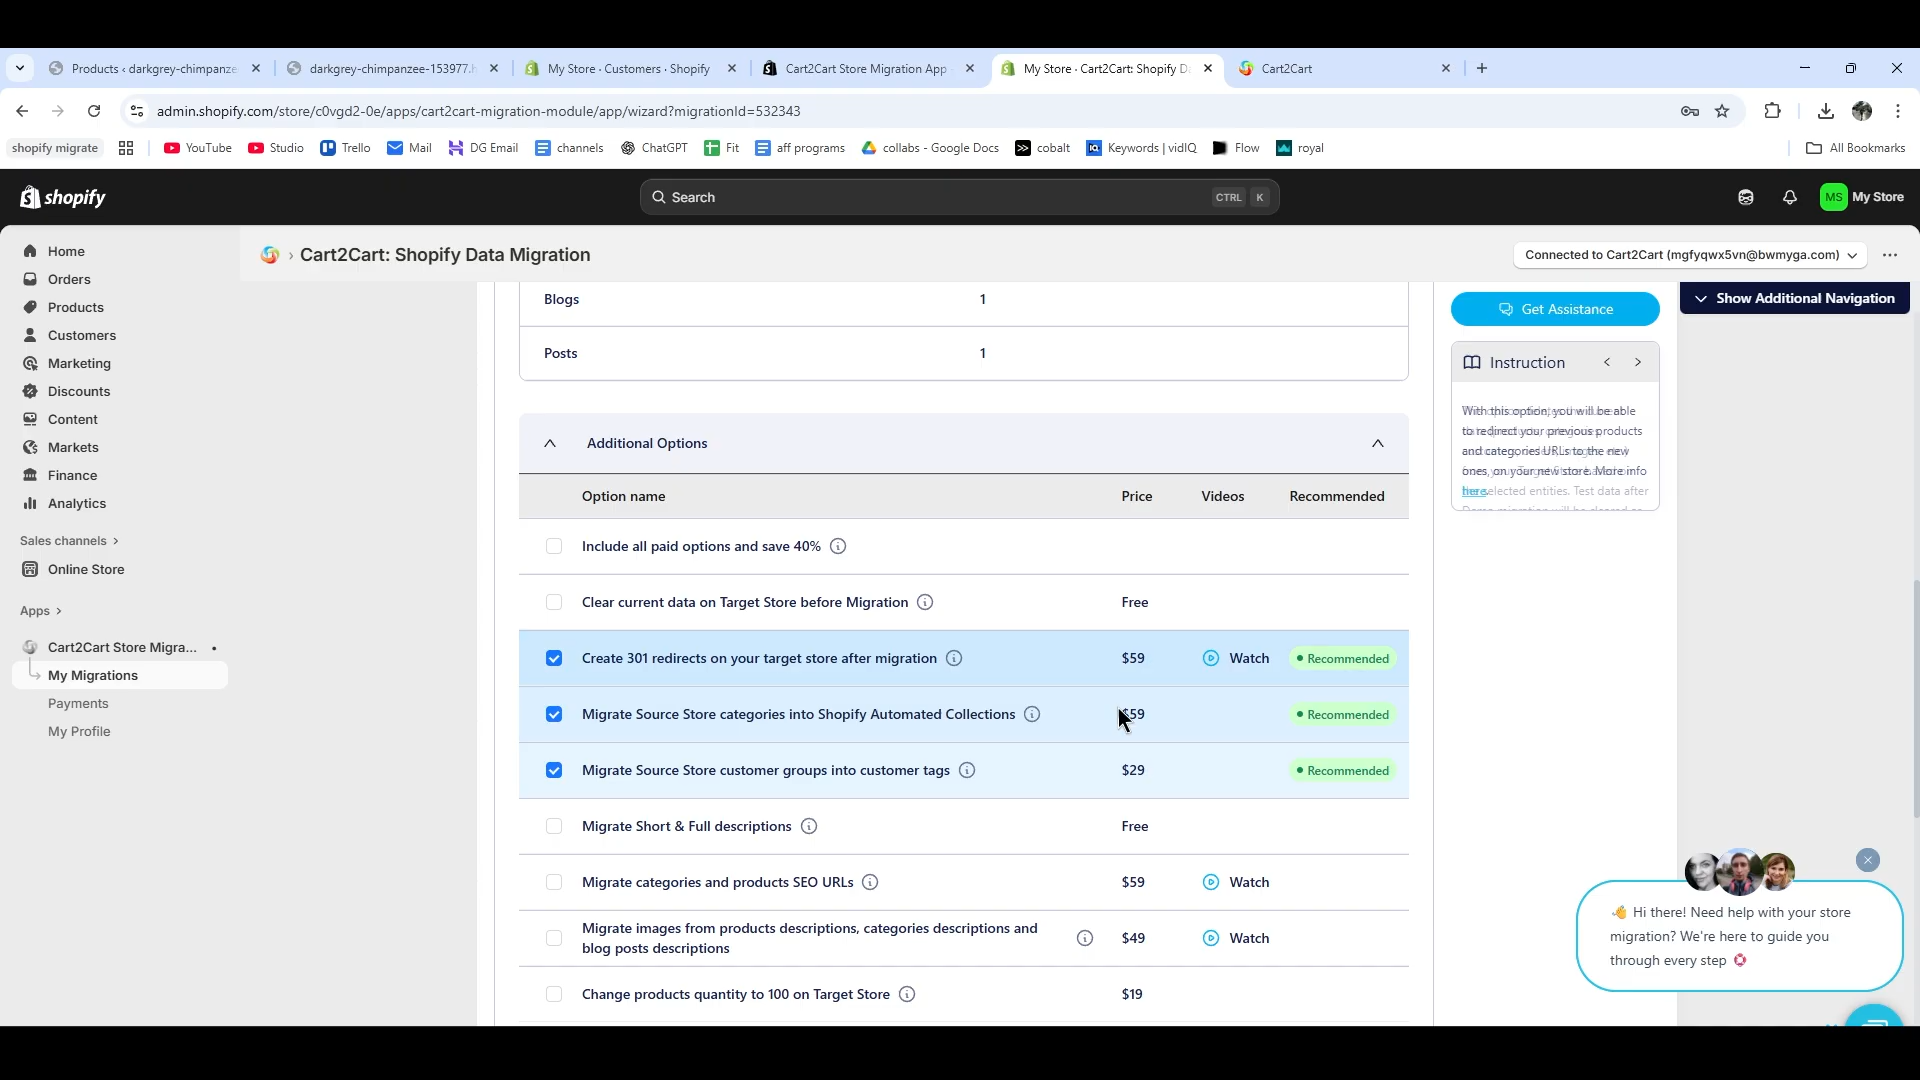 Products ‹ darkgrey-chimpanze
darkgrey-chimpanzee-153977.h
My Store · Customers · Shopify
Cart2Cart Store Migration App
My Store · Cart2Cart: Shopify D
Cart2Cart
admin.shopify.com/store/c0vgd2-0e/apps/cart2cart-migration-module/app/wizard?migrationId=532343
shopify migrate
YouTube
Studio
Trello
Mail
DG Email
channels
ChatGPT
Fit
aff programs
collabs - Google Docs
cobalt
Keywords | vidIQ
Flow
royal
All Bookmarks
shopify
Search
CTRL K
MS My Store
Home
Orders
Products
Customers
Marketing
Discounts
Content
Markets
Finance
Analytics
Sales channels
Online Store
Apps
Cart2Cart Store Migra...
My Migrations
Payments
My Profile
Cart2Cart: Shopify Data Migration
Connected to Cart2Cart (mgfyqwx5vn@bwmyga.com)
Blogs 1
Posts 1
Additional Options
Option name Price Videos Recommended
Include all paid options and save 40%
Clear current data on Target Store before Migration Free
Create 301 redirects on your target store after migration $59 Watch Recommended
Migrate Source Store categories into Shopify Automated Collections $59 Recommended
Migrate Source Store customer groups into customer tags $29 Recommended
Migrate Short & Full descriptions Free
Migrate categories and products SEO URLs $59 Watch
Migrate images from products descriptions, categories descriptions and
blog posts descriptions $49 Watch
Change products quantity to 100 on Target Store $19
Get Assistance
Instruction
With this option, you will be able
to redirect your previous products
and categories URLs to the new
ones, on your new store. More info
here.
selected entities. Test data after
Show Additional Navigation
👋 Hi there! Need help with your store
migration? We're here to guide you
through every step